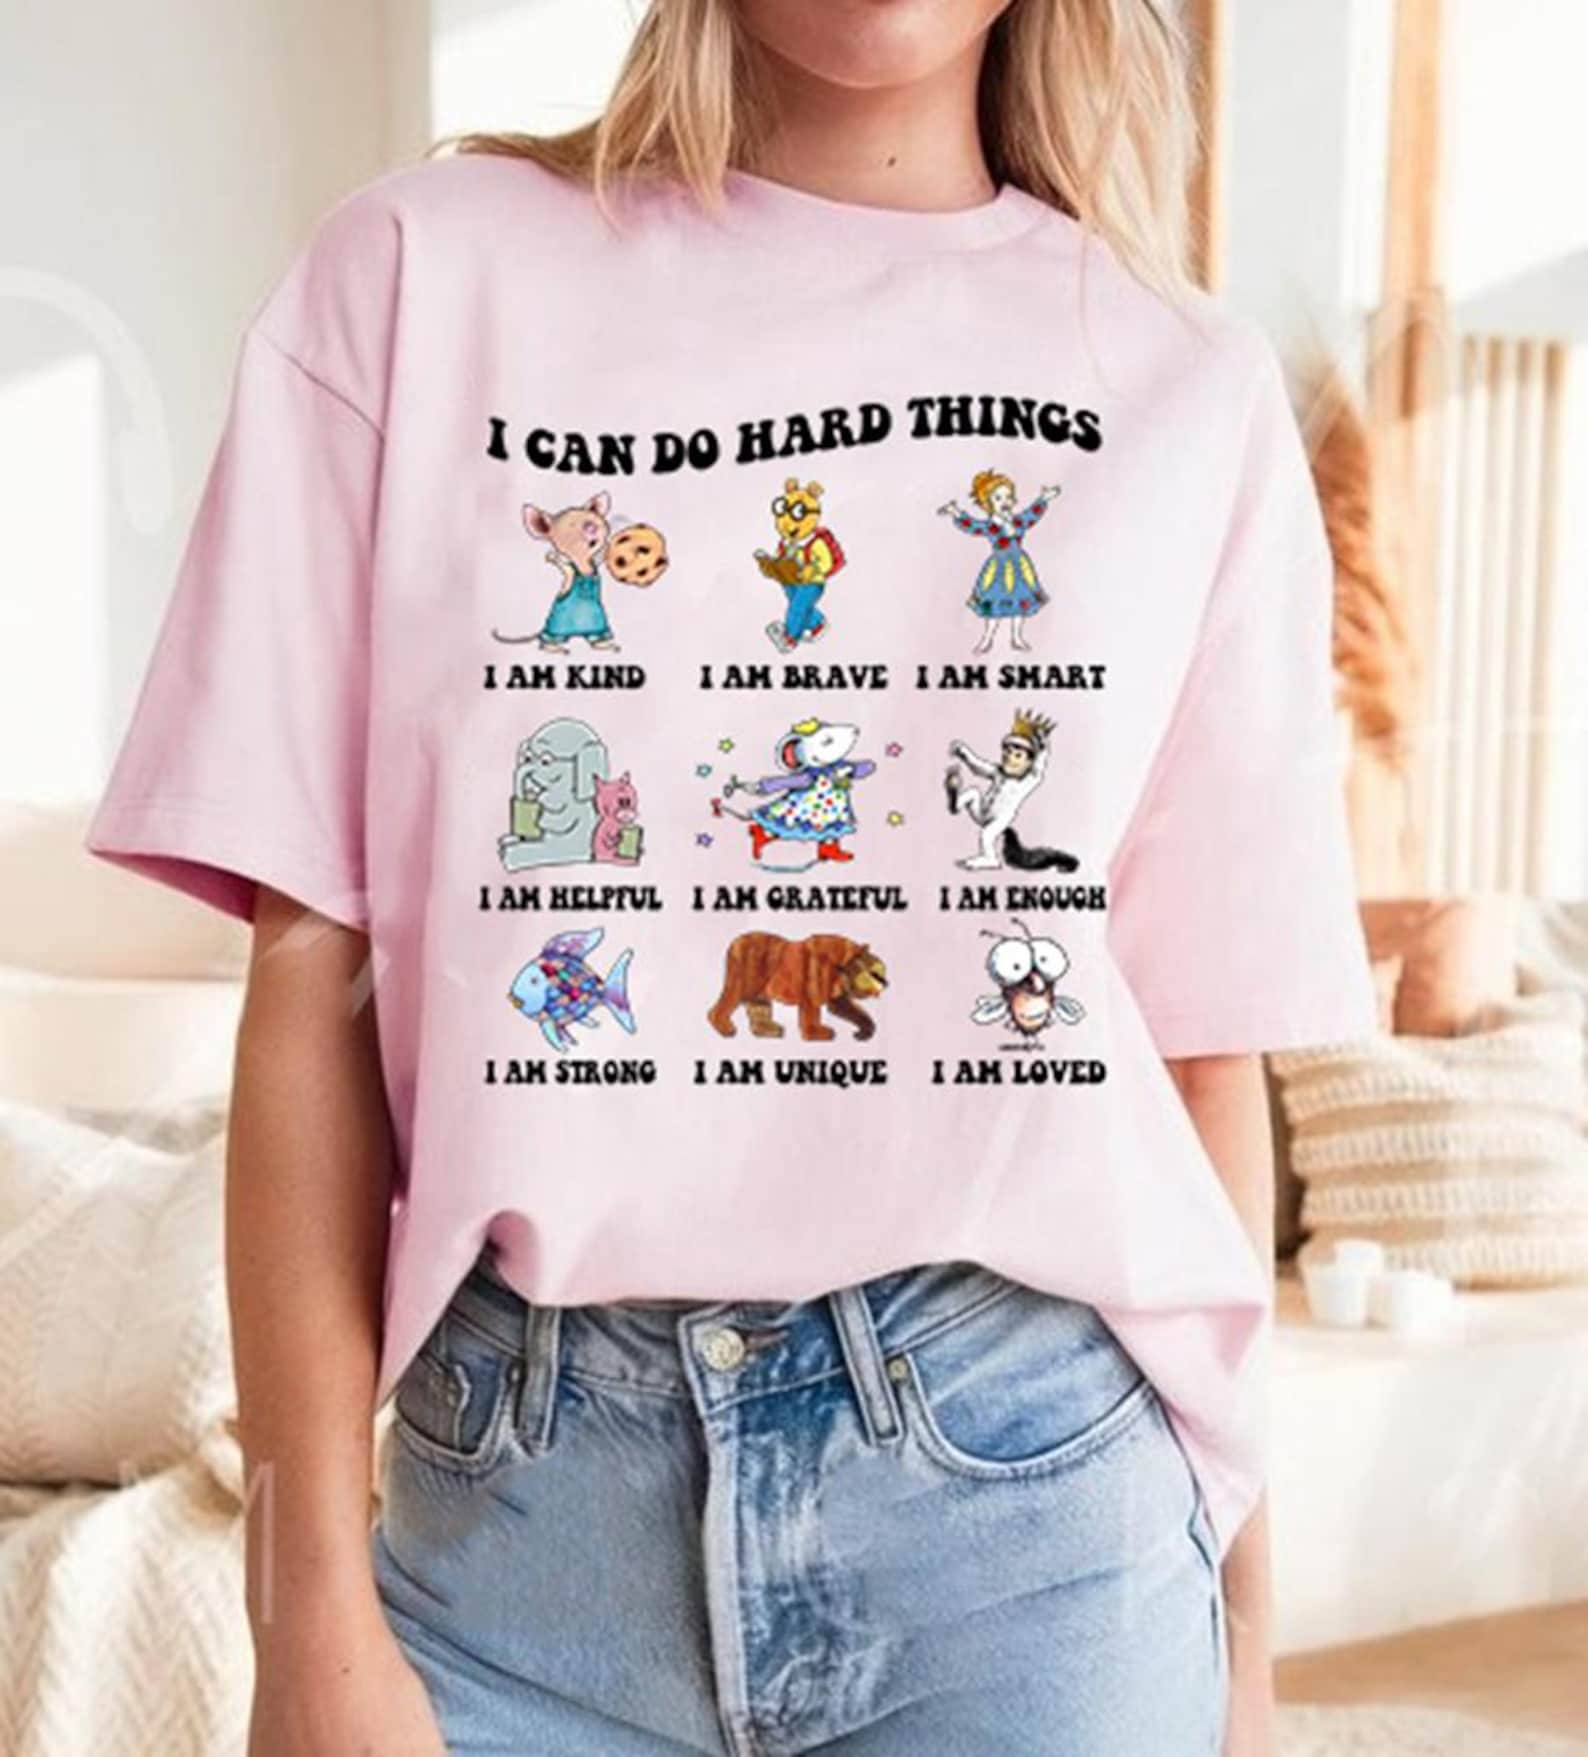 I CAN DO HARD THINGS
I AM KIND I AM BRAVE I AM SMART
I AM HELPFUL I AM GRATEFUL I AM ENOUGH
I AM STRONG I AM UNIQUE I AM LOVED